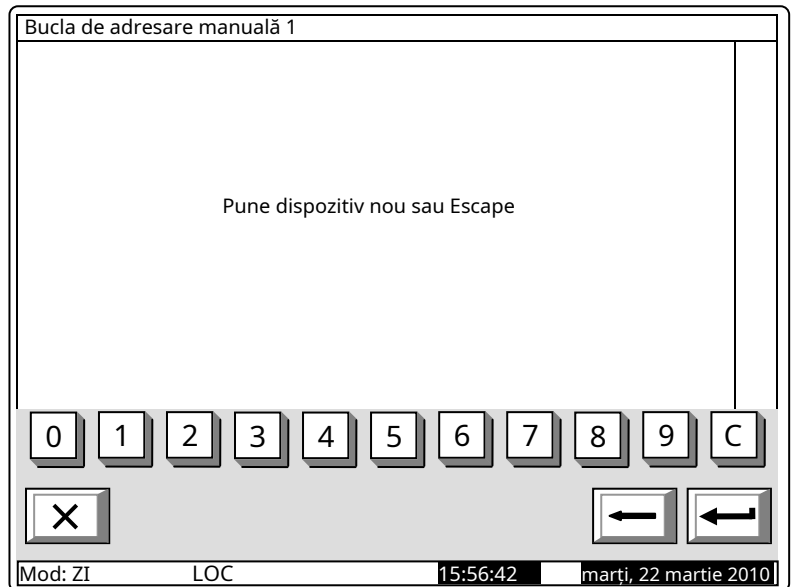 Bucla de adresare manuală 1
Pune dispozitiv nou sau Escape
0 1 2 3 4 5 6 7 8 9 C
Mod: ZI LOC 15:56:42 marți, 22 martie 2010